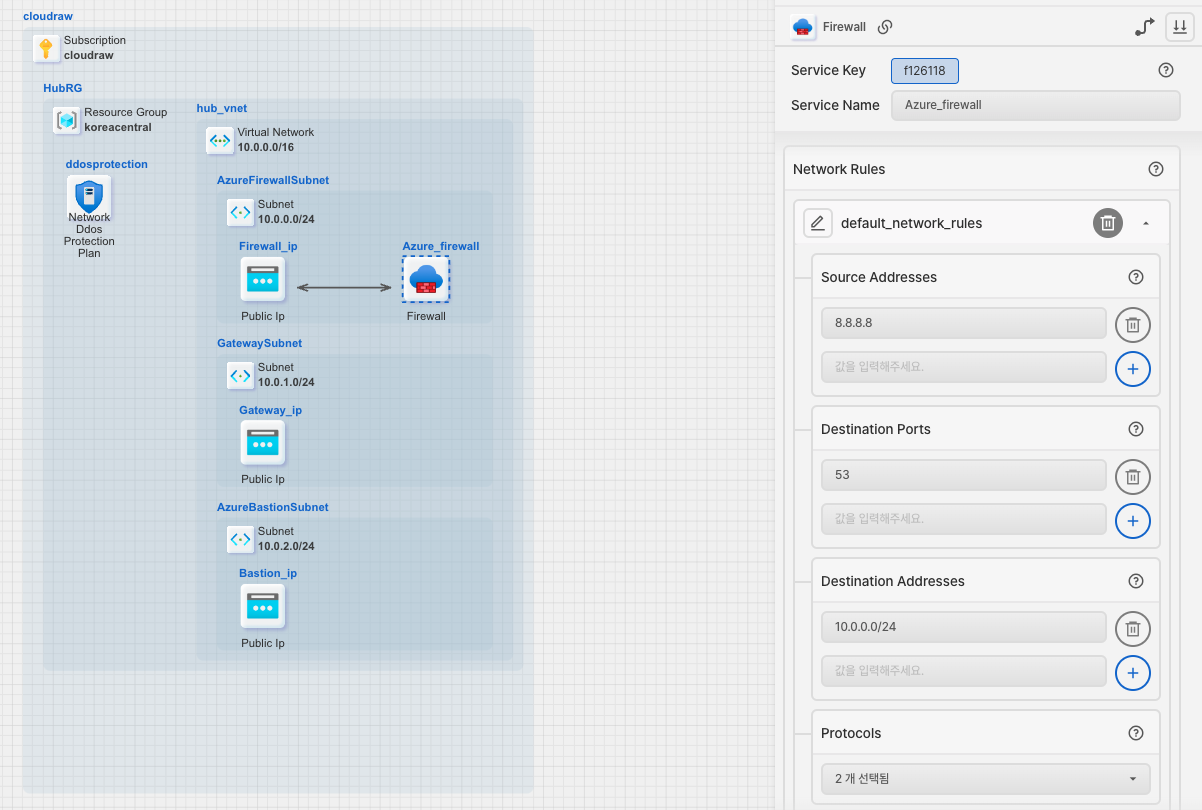 cloudraw
Subscription
cloudraw
HubRG
Resource Group
koreacentral
ddosprotection
Network
Ddos
Protection
Plan
hub_vnet
Virtual Network
10.0.0.0/16
AzureFirewallSubnet
Subnet
10.0.0.0/24
Firewall_ip
Public Ip
Azure_firewall
Firewall
GatewaySubnet
Subnet
10.0.1.0/24
Gateway_ip
Public Ip
AzureBastionSubnet
Subnet
10.0.2.0/24
Bastion_ip
Public Ip
Firewall
Service Key
f126118
Service Name
Azure_firewall
Network Rules
default_network_rules
Source Addresses
8.8.8.8
값을 입력해주세요.
Destination Ports
53
값을 입력해주세요.
Destination Addresses
10.0.0.0/24
값을 입력해주세요.
Protocols
2 개 선택됨